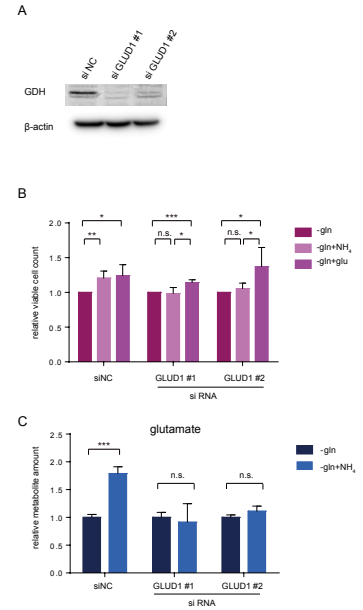 A
si NC
si GLUD1 #1
si GLUD1 #2
GDH
β-actin
B
relative viable cell count
2.0
1.5
1.0
0.5
0.0
*
**
***
n.s.
*
*
n.s.
*
-gln
-gln+NH4
-gln+glu
siNC
GLUD1 #1
GLUD1 #2
si RNA
C
glutamate
relative metabolite amount
2.5
2.0
1.5
1.0
0.5
0.0
***
n.s.
n.s.
-gln
-gln+NH4
siNC
GLUD1 #1
GLUD1 #2
si RNA